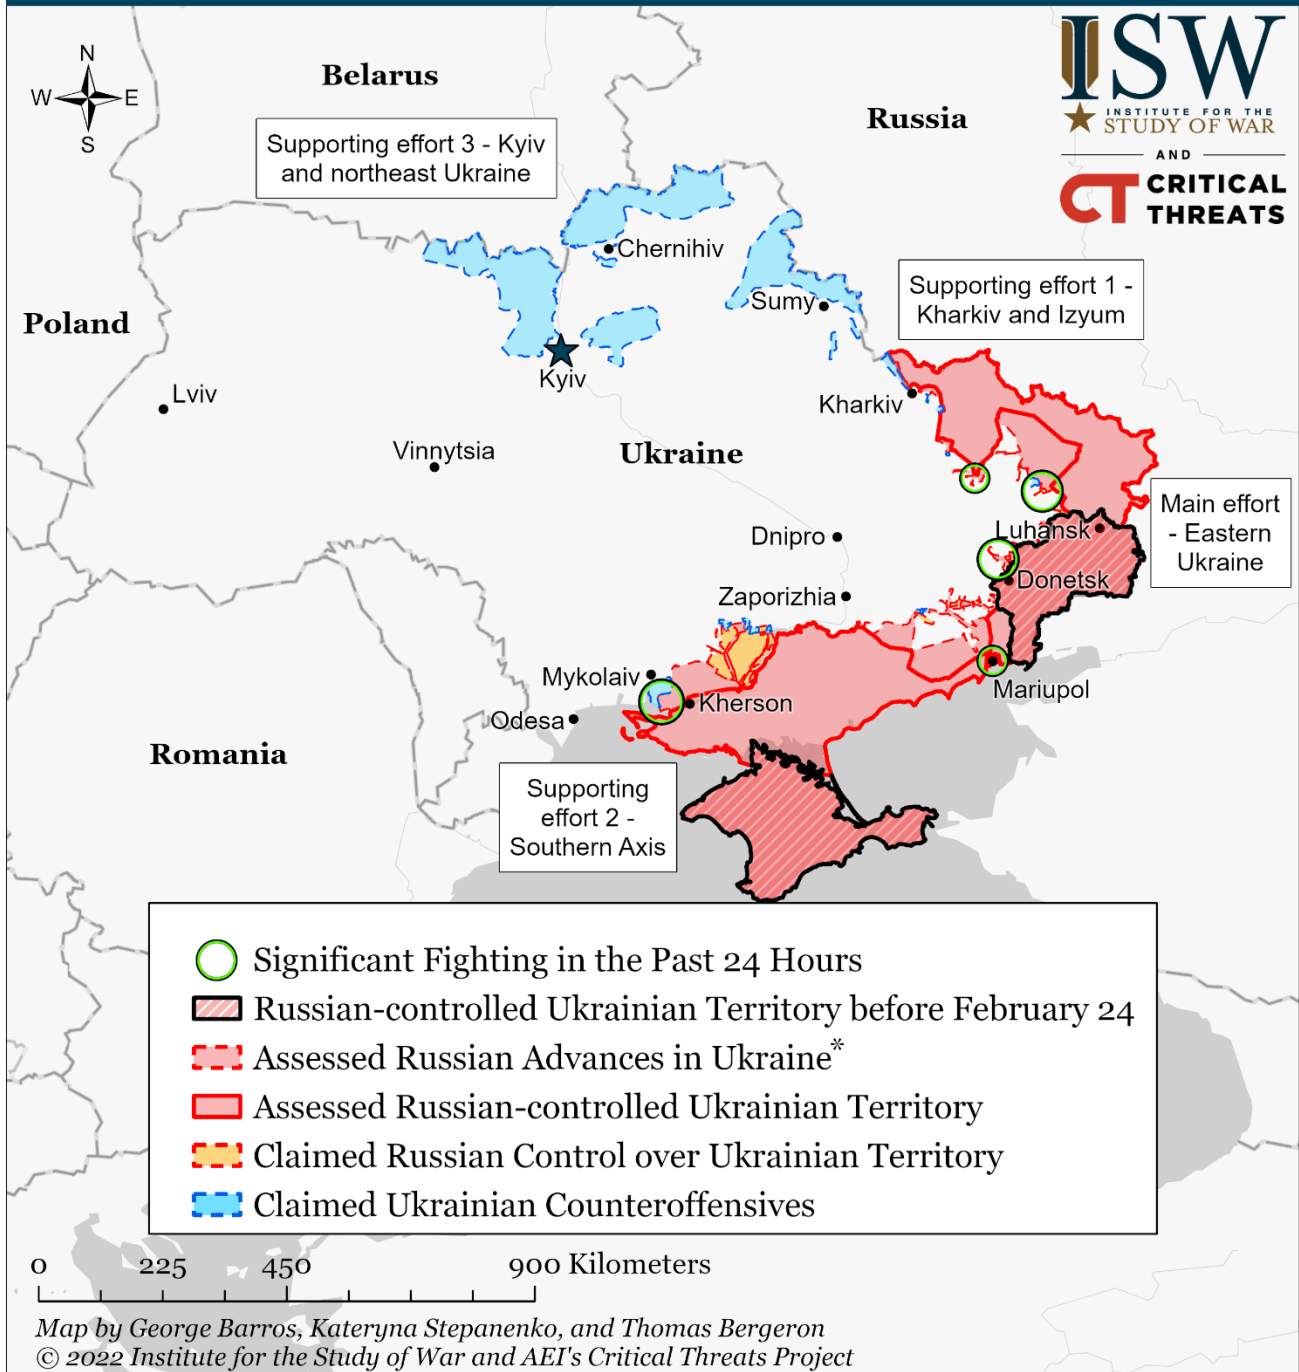 N
W
E
S
Belarus
Russia
ISW
INSTITUTE FOR THE
STUDY OF WAR
AND
CT CRITICAL
THREATS
Supporting effort 3 - Kyiv
and northeast Ukraine
Chernihiv
Supporting effort 1 -
Kharkiv and Izyum
Sumy
Poland
Kyiv
Lviv
Kharkiv
Vinnytsia
Ukraine
Main effort
- Eastern
Ukraine
Luhansk
Dnipro
Donetsk
Zaporizhia
Mykolaiv
Mariupol
Kherson
Odesa
Romania
Supporting
effort 2 -
Southern Axis
Significant Fighting in the Past 24 Hours
Russian-controlled Ukrainian Territory before February 24
Assessed Russian Advances in Ukraine*
Assessed Russian-controlled Ukrainian Territory
Claimed Russian Control over Ukrainian Territory
Claimed Ukrainian Counteroffensives
0 225 450 900 Kilometers
Map by George Barros, Kateryna Stepanenko, and Thomas Bergeron
© 2022 Institute for the Study of War and AEI's Critical Threats Project